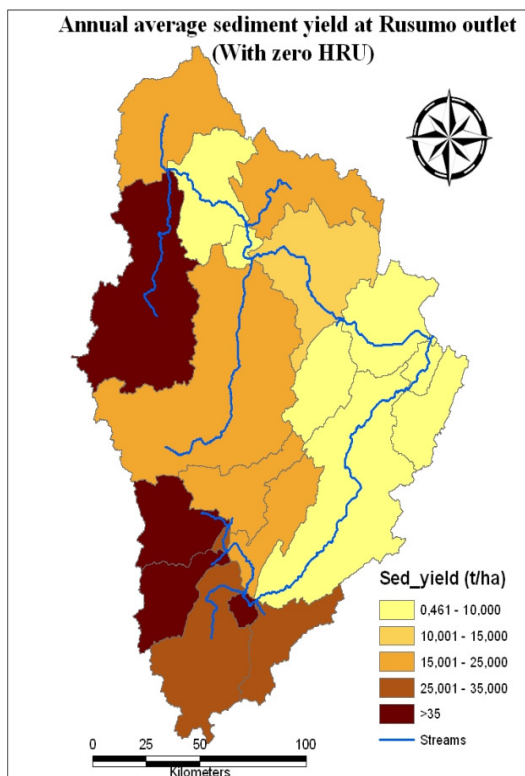 Annual average sediment yield at Rusumo outlet
(With zero HRU)
Sed_yield (t/ha)
0,461 - 10,000
10,001 - 15,000
15,001 - 25,000
25,001 - 35,000
>35
Streams
0 25 50 100
Kilometers